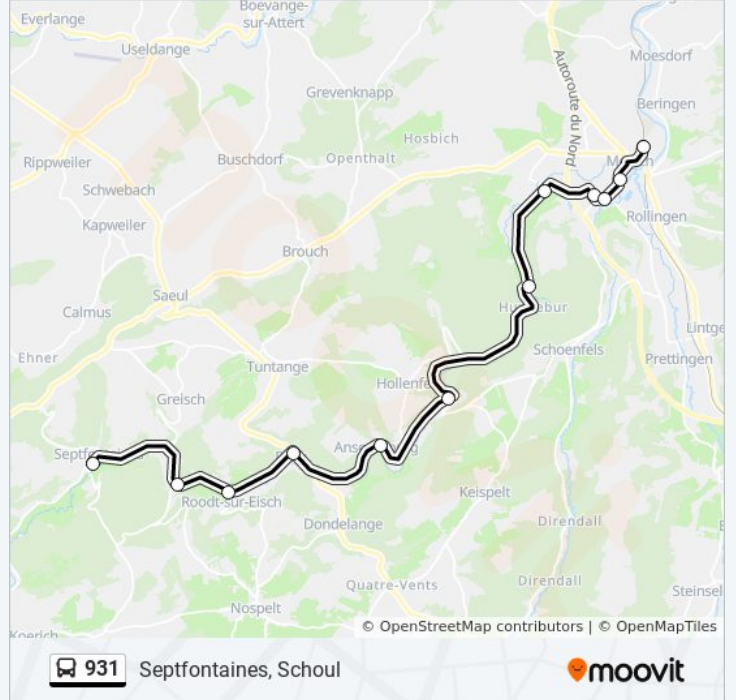 Boevange-
sur-Attert
Everlange
Useldange
Moesdorf
Autoroute du Nord
Grevenknapp
Beringen
Hosbich
Rippweiler
Buschdorf
Openthalt
Schwebach
Rollingen
Kapweiler
Brouch
Saeul
Calmus
Lintge
Schoenfels
Ehner
Tuntange
Prettingen
Greisch
Keispelt
Roodt-sur-Eisch
Dondelange
Direndall
Quatre-Vents
Direndall
Steinsel
Nospelt
Koerich
© OpenStreetMap contributors | © OpenMapTiles
931 Septfontaines, Schoul
moovit